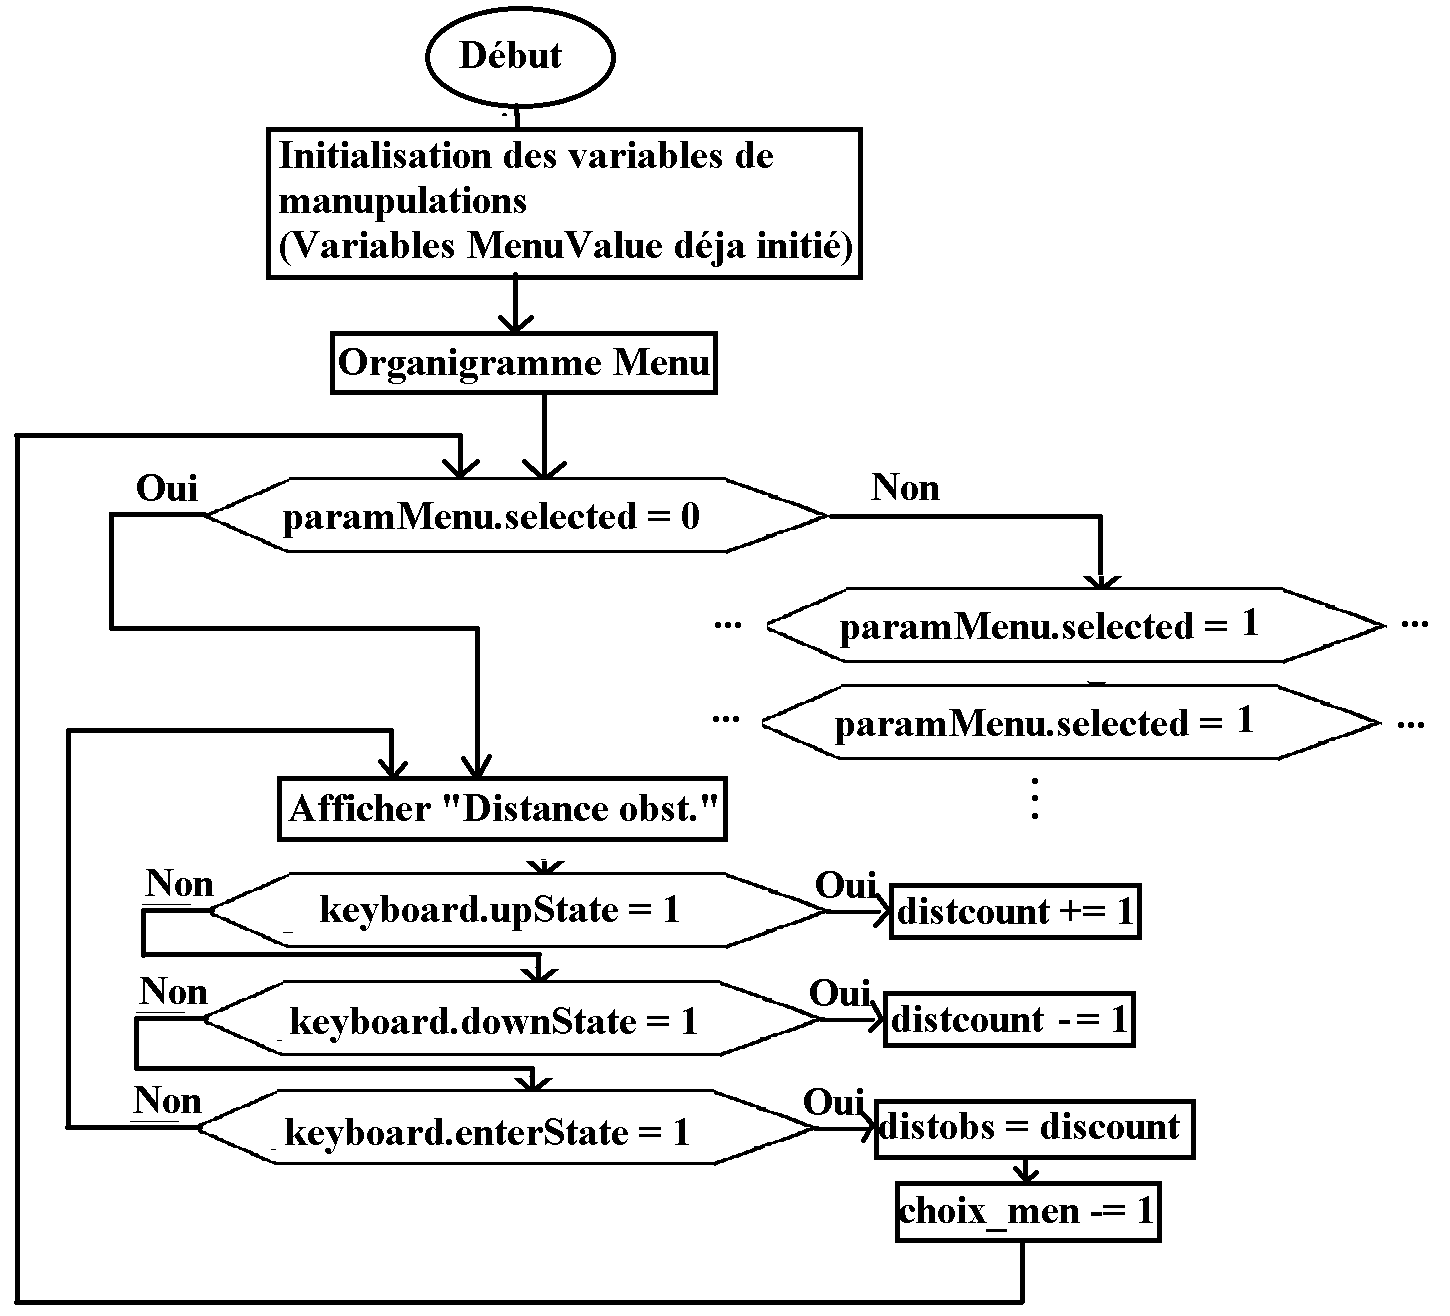 Début
Initialisation des variables de
manupulations
(Variables MenuValue déja initié)
Organigramme Menu
Oui
Non
paramMenu.selected = 0
... paramMenu.selected = 1 ...
... paramMenu.selected = 1 ...
Afficher "Distance obst."
Non
Oui
keyboard.upState = 1
distcount += 1
Non
Oui
keyboard.downState = 1
distcount -= 1
Non
Oui
keyboard.enterState = 1
distobs = discount
choix_men -= 1